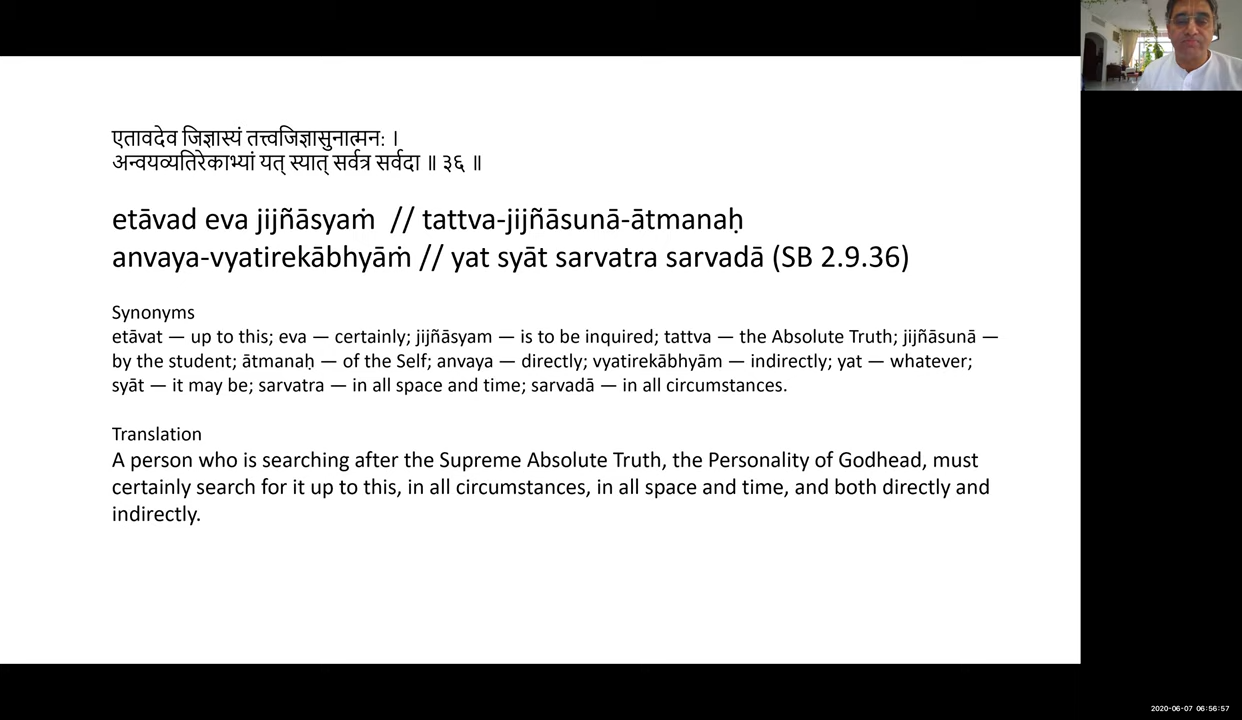 एतावदेव जिज्ञास्यं तत्त्वजिज्ञासुनात्मन: ।
अन्वयव्यतिरेकाभ्यां यत् स्यात् सर्वत्र सर्वदा ॥ ३६ ॥
etāvad eva jijñāsyaṁ // tattva-jijñāsunā-ātmanaḥ
anvaya-vyatirekābhyāṁ // yat syāt sarvatra sarvadā (SB 2.9.36)
Synonyms
etāvat — up to this; eva — certainly; jijñāsyam — is to be inquired; tattva — the Absolute Truth; jijñāsunā —
by the student; ātmanaḥ — of the Self; anvaya — directly; vyatirekābhyām — indirectly; yat — whatever;
syāt — it may be; sarvatra — in all space and time; sarvadā — in all circumstances.
Translation
A person who is searching after the Supreme Absolute Truth, the Personality of Godhead, must
certainly search for it up to this, in all circumstances, in all space and time, and both directly and
indirectly.
2020-06-07 06:56:57